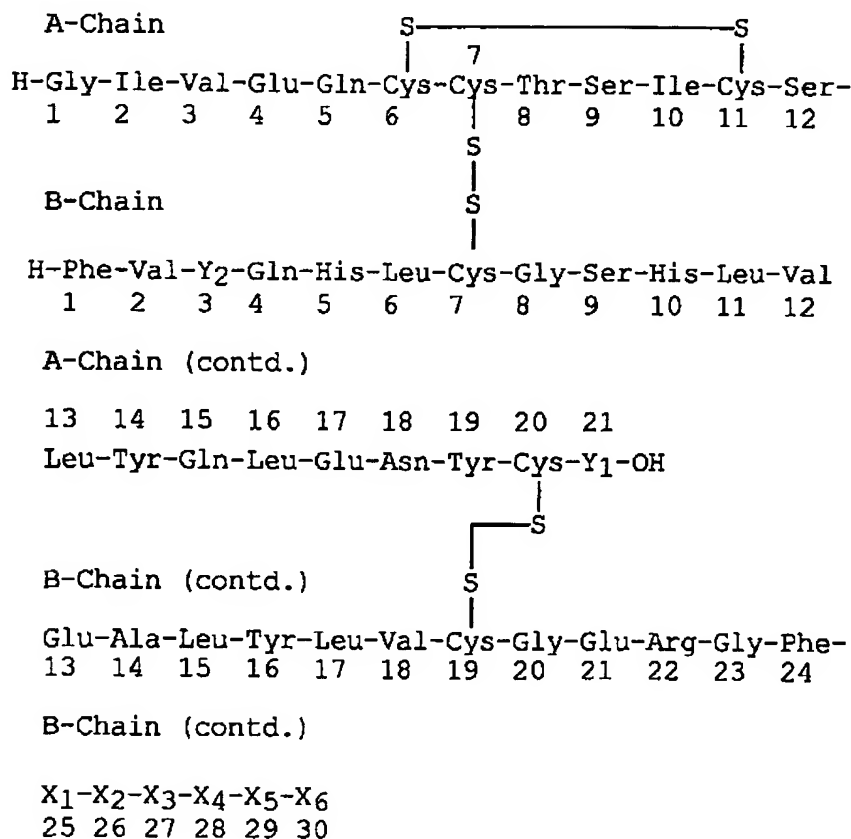 A-Chain
S S
7
H-Gly-Ile-Val-Glu-Gln-Cys-Cys-Thr-Ser-Ile-Cys-Ser-
1 2 3 4 5 6 8 9 10 11 12
S
B-Chain
S
H-Phe-Val-Y2-Gln-His-Leu-Cys-Gly-Ser-His-Leu-Val
1 2 3 4 5 6 7 8 9 10 11 12
A-Chain (contd.)
13 14 15 16 17 18 19 20 21
Leu-Tyr-Gln-Leu-Glu-Asn-Tyr-Cys-Y1-OH
S
B-Chain (contd.)
S
Glu-Ala-Leu-Tyr-Leu-Val-Cys-Gly-Glu-Arg-Gly-Phe-
13 14 15 16 17 18 19 20 21 22 23 24
B-Chain (contd.)
X1-X2-X3-X4-X5-X6
25 26 27 28 29 30